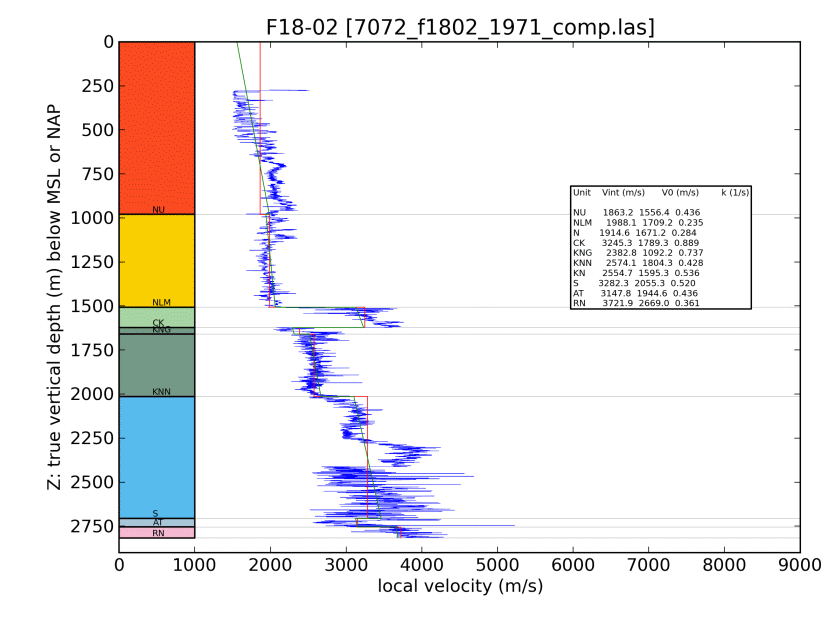 F18-02 [7072_f1802_1971_comp.las]
Z: true vertical depth (m) below MSL or NAP
0
250
500
750
1000
1250
1500
1750
2000
2250
2500
2750
NU
NLM
CK
KNG
KNN
S
AT
RN
Unit Vint (m/s) V0 (m/s) k (1/s)
NU 1863.2 1556.4 0.436
NLM 1988.1 1709.2 0.235
N 1914.6 1671.2 0.284
CK 3245.3 1789.3 0.889
KNG 2382.8 1092.2 0.737
KNN 2574.1 1804.3 0.428
KN 2554.7 1595.3 0.536
S 3282.3 2055.3 0.520
AT 3147.8 1944.6 0.436
RN 3721.9 2669.0 0.361
0 1000 2000 3000 4000 5000 6000 7000 8000 9000
local velocity (m/s)